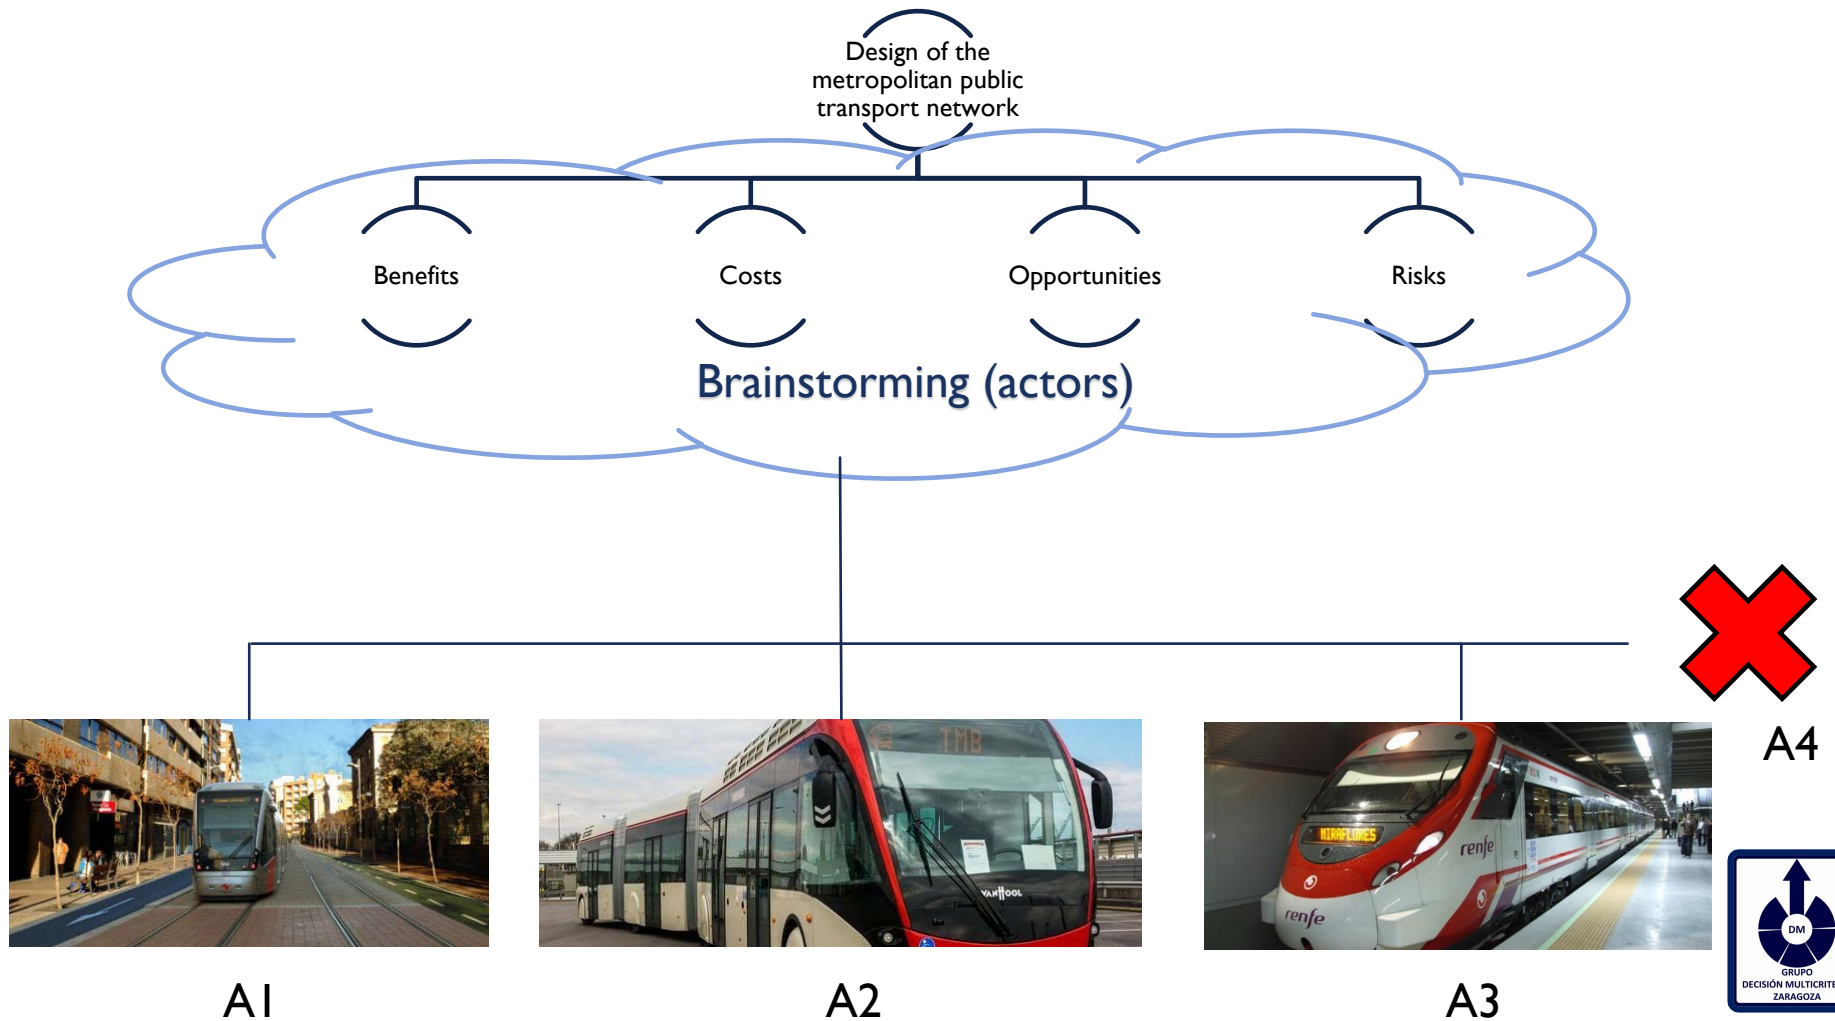 Design of the
metropolitan public
transport network
Benefits
Costs
Opportunities
Risks
Brainstorming (actors)
A4
TMB
VANHOOL
MIRAFLORES
renfe
renfe
A1
A2
A3
DM
GRUPO
DECISIÓN MULTICRITE
ZARAGOZA